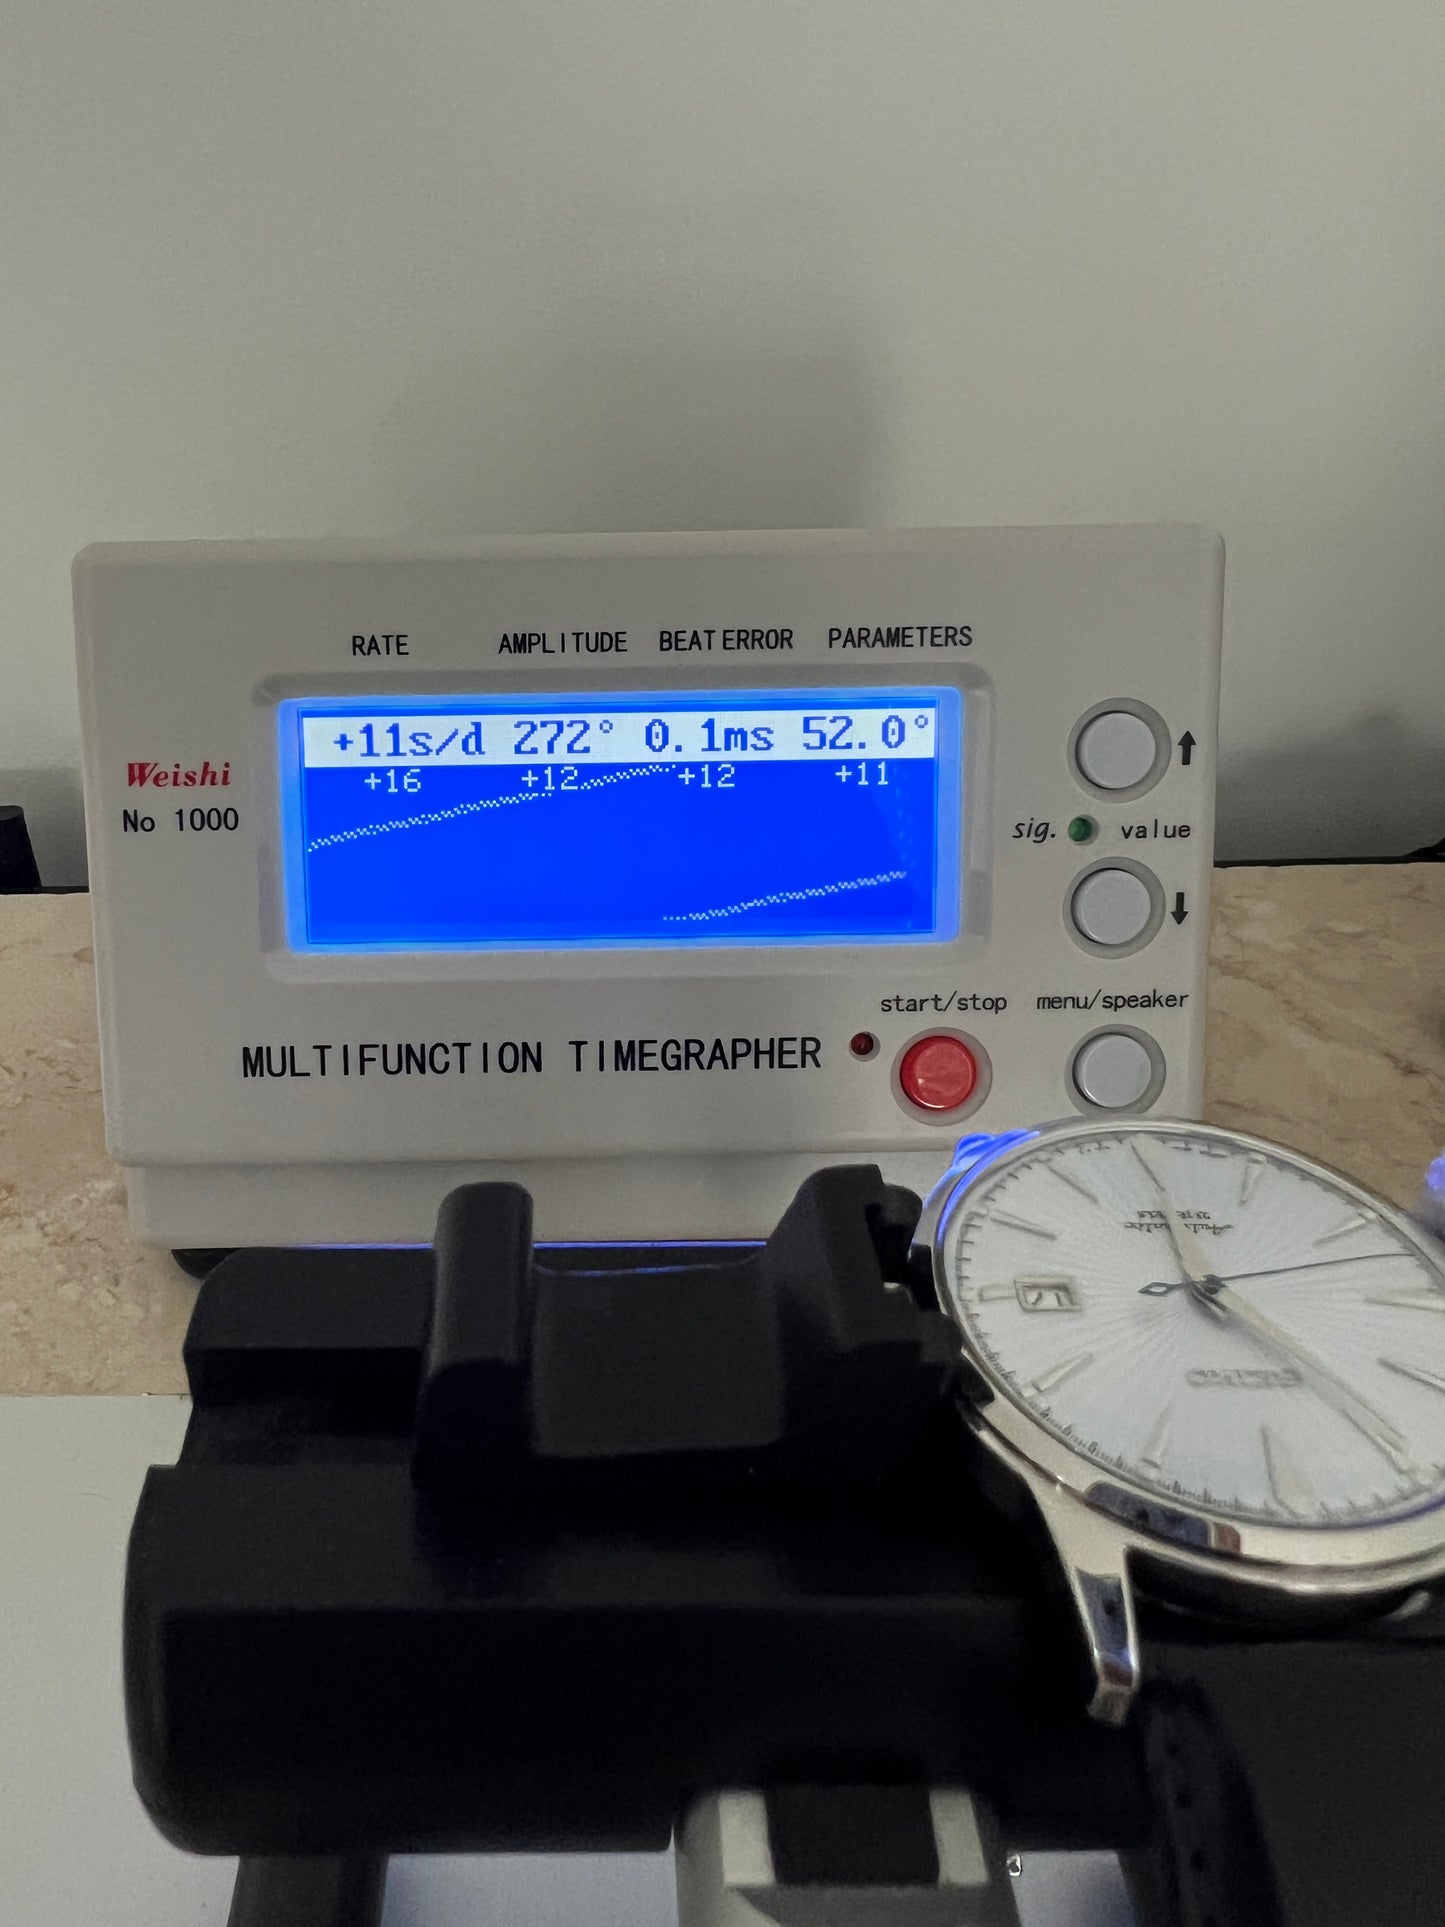 RATE AMPLITUDE BEAT ERROR PARAMETERS
+11s/d 272° 0.1ms 52.0°
+16 +12 +12 +11
Weishi
No 1000
sig. value
start/stop menu/speaker
MULTIFUNCTION TIMEGRAPHER
Automatic